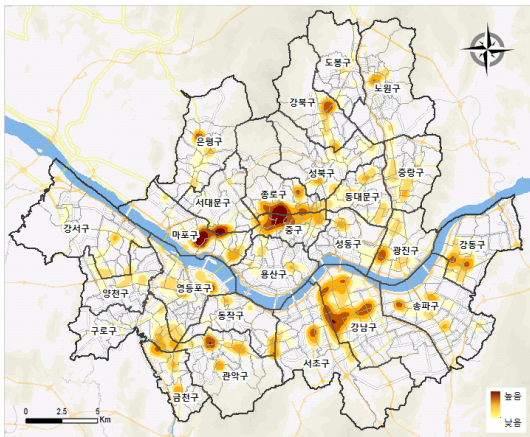 도봉구
노원구
강북구
은평구
성북구
중랑구
서대문구
종로구
동대문구
강서구
마포구
중구
성동구
광진구
강동구
양천구
영등포구
용산구
동작구
강남구
송파구
구로구
서초구
관악구
금천구
높음
낮음
0 2.5 5
Km